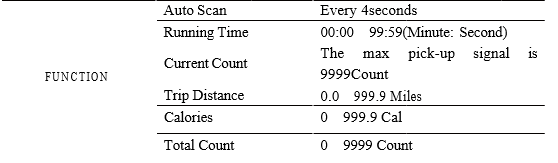 Auto Scan Every 4seconds
Running Time 00:00 99:59(Minute: Second)
FUNCTION Current Count The max pick-up signal is
9999Count
Trip Distance 0.0 999.9 Miles
Calories 0 999.9 Cal
Total Count 0 9999 Count